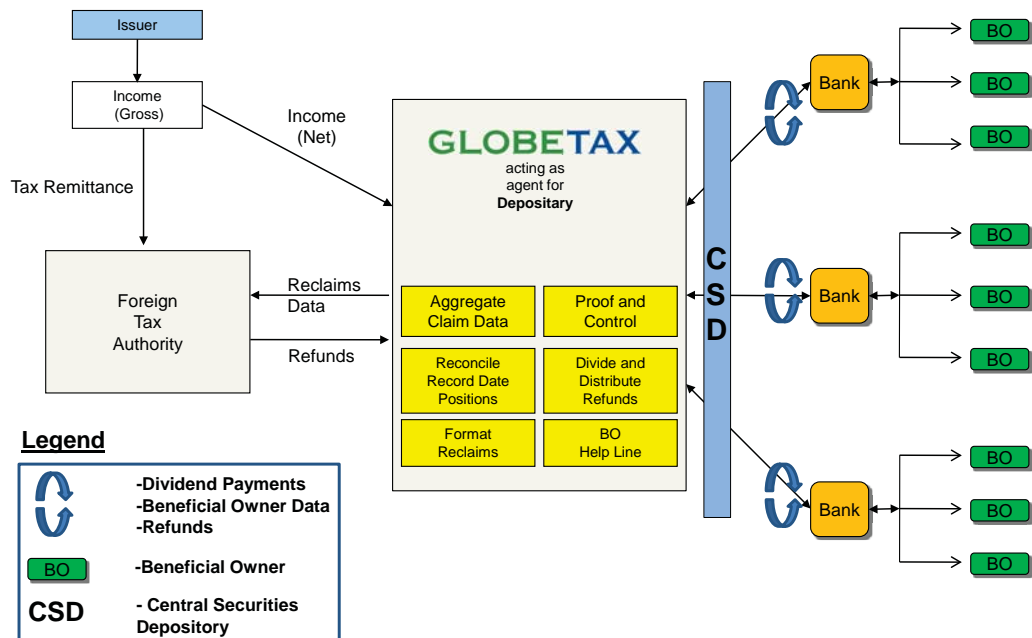 Issuer
Income
(Gross)
Income
(Net)
Tax Remittance
GLOBETAX
acting as
agent for
Depositary
Foreign
Tax
Authority
Reclaims
Data
Refunds
Aggregate
Claim Data
Proof and
Control
Reconcile
Record Date
Positions
Divide and
Distribute
Refunds
Format
Reclaims
BO
Help Line
C
S
D
Bank
BO
BO
BO
Bank
BO
BO
BO
Bank
BO
BO
BO
Legend
-Dividend Payments
-Beneficial Owner Data
-Refunds
BO
-Beneficial Owner
CSD
- Central Securities
Depository